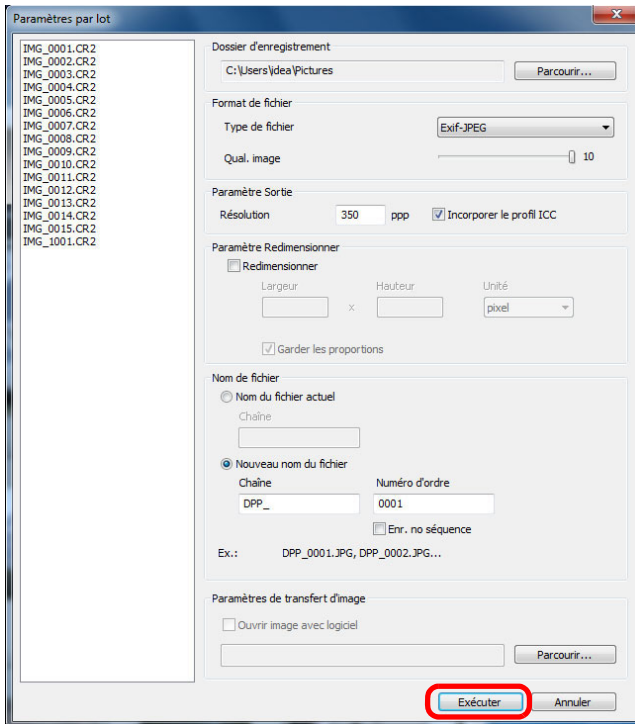 Paramètres par lot
IMG_0001.CR2
IMG_0002.CR2
IMG_0003.CR2
IMG_0004.CR2
IMG_0005.CR2
IMG_0006.CR2
IMG_0007.CR2
IMG_0008.CR2
IMG_0009.CR2
IMG_0010.CR2
IMG_0011.CR2
IMG_0012.CR2
IMG_0013.CR2
IMG_0014.CR2
IMG_0015.CR2
IMG_1001.CR2
Dossier d'enregistrement
C:\Users\idea\Pictures Parcourir...
Format de fichier
Type de fichier Exif-JPEG
Qual. image 10
Paramètre Sortie
Résolution 350 ppp Incorporer le profil ICC
Paramètre Redimensionner
Redimensionner
Largeur Hauteur Unité
x pixel
Garder les proportions
Nom de fichier
Nom du fichier actuel
Chaîne
Nouveau nom du fichier
Chaîne Numéro d'ordre
DPP_ 0001
Enr. no séquence
Ex.: DPP_0001.JPG, DPP_0002.JPG...
Paramètres de transfert d'image
Ouvrir image avec logiciel
Parcourir...
Exécuter Annuler